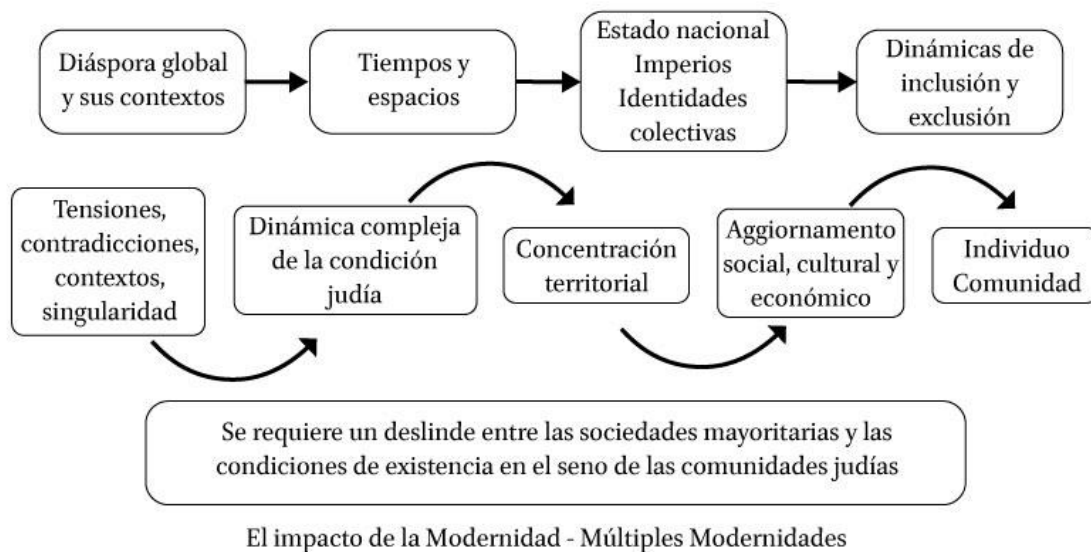 Diáspora global
y sus contextos
Tiempos y
espacios
Estado nacional
Imperios
Identidades
colectivas
Dinámicas de
inclusión y
exclusión
Tensiones,
contradicciones,
contextos,
singularidad
Dinámica compleja
de la condición
judía
Concentración
territorial
Aggiornamento
social, cultural y
económico
Individuo
Comunidad
Se requiere un deslinde entre las sociedades mayoritarias y las
condiciones de existencia en el seno de las comunidades judías
El impacto de la Modernidad - Múltiples Modernidades